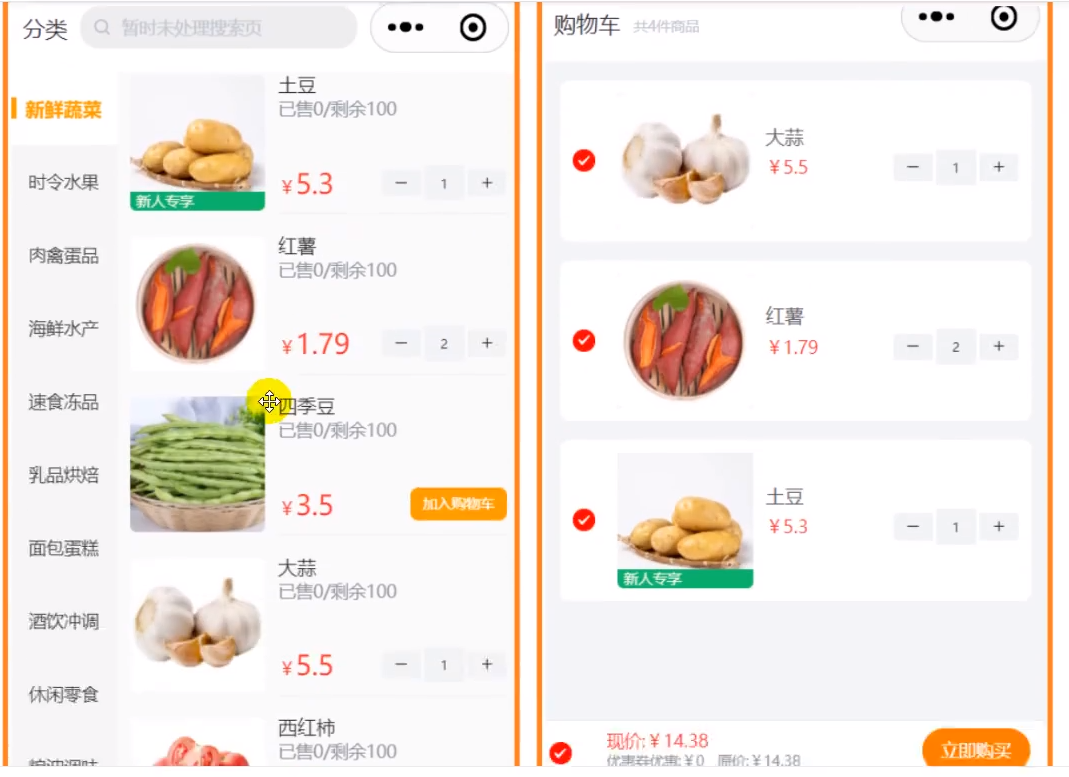 分类
暂时未处理搜索页
新鲜蔬菜
时令水果
肉禽蛋品
海鲜水产
速食冻品
乳品烘焙
面包蛋糕
酒饮冲调
休闲零食
粮油调味
土豆
已售0/剩余100
新人专享
¥5.3
− 1 +
红薯
已售0/剩余100
¥1.79
− 2 +
四季豆
已售0/剩余100
¥3.5
加入购物车
大蒜
已售0/剩余100
¥5.5
− 1 +
西红柿
已售0/剩余100
购物车 共4件商品
大蒜
¥5.5
− 1 +
红薯
¥1.79
− 2 +
土豆
¥5.3
− 1 +
新人专享
现价:¥14.38
优惠券优惠:¥0 原价:¥14.38
立即购买